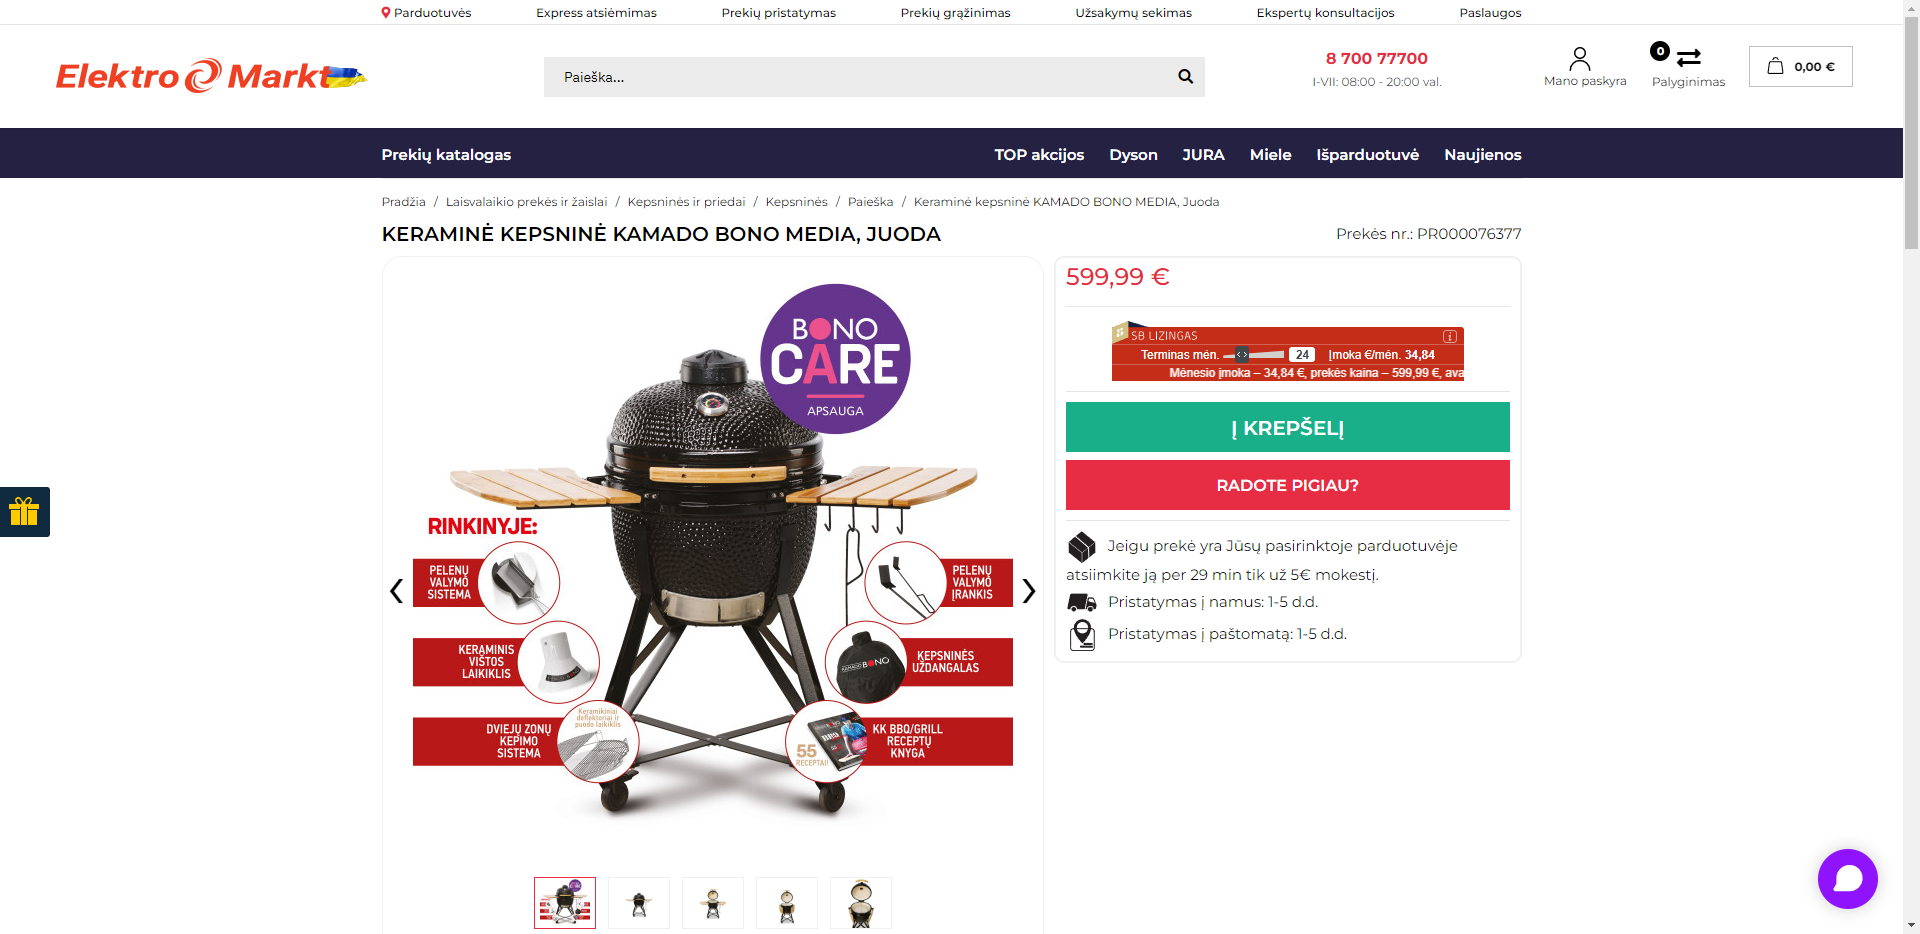 Parduotuvės Express atsiėmimas Prekių pristatymas Prekių grąžinimas Užsakymų sekimas Ekspertų konsultacijos Paslaugos
Elektro Markt
Paieška...
8 700 77700
I-VII: 08:00 - 20:00 val.
Mano paskyra
0
Palyginimas
0,00 €
Prekių katalogas
TOP akcijos Dyson JURA Miele Išparduotuvė Naujienos
Pradžia / Laisvalaikio prekės ir žaislai / Kepsninės ir priedai / Kepsninės / Paieška / Keraminė kepsninė KAMADO BONO MEDIA, Juoda
KERAMINĖ KEPSNINĖ KAMADO BONO MEDIA, JUODA
Prekės nr.: PR000076377
BONO
CARE
APSAUGA
RINKINYJE:
PELENŲ
VALYMO
SISTEMA
PELENŲ
VALYMO
ĮRANKIS
KERAMINIS
VIŠTOS
LAIKIKLIS
KAMADO BONO
KEPSNINĖS
UŽDANGALAS
DVIEJŲ ZONŲ
KEPIMO
SISTEMA
Keramikiniai
deflektoriai ir
puodo laikiklis
55
RECEPTAI!
BBQ
KK BBQ/GRILL
RECEPTŲ
KNYGA
599,99 €
SB LIZINGAS
Terminas mėn. 24 Įmoka €/mėn. 34,84
Mėnesio įmoka – 34,84 €, prekės kaina – 599,99 €, ava
Į KREPŠELĮ
RADOTE PIGIAU?
Jeigu prekė yra Jūsų pasirinktoje parduotuvėje
atsiimkite ją per 29 min tik už 5€ mokestį.
Pristatymas į namus: 1-5 d.d.
Pristatymas į paštomatą: 1-5 d.d.